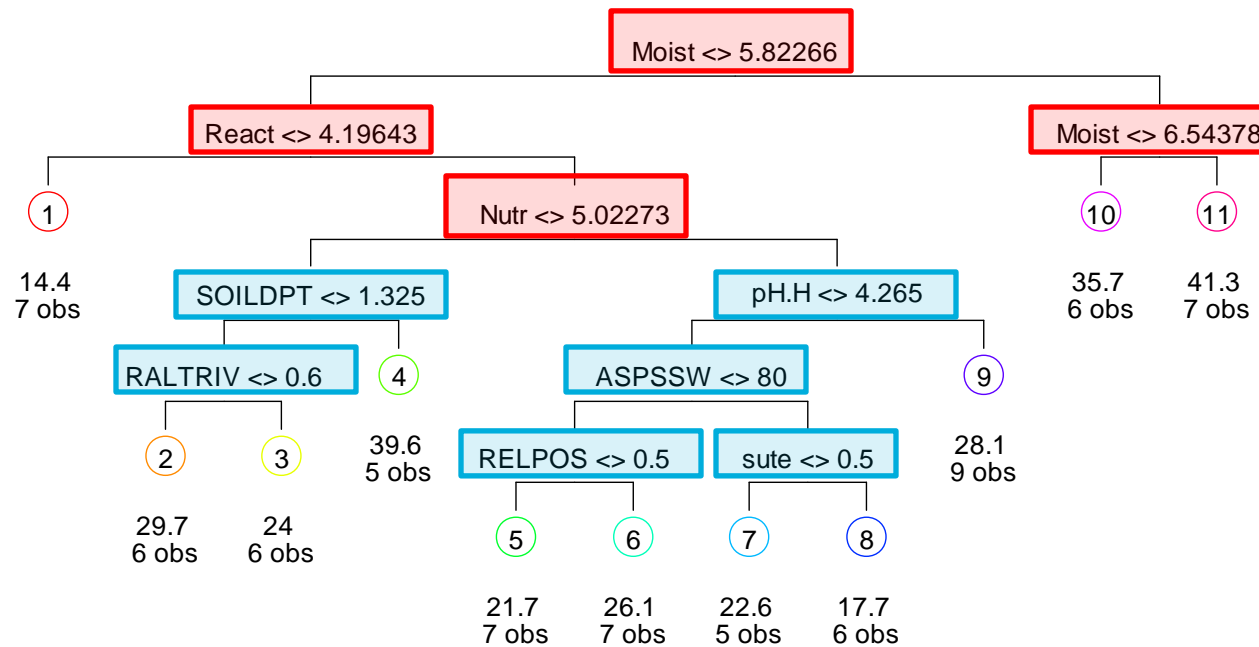 Moist <> 5.82266
React <> 4.19643
Moist <> 6.54378
1
Nutr <> 5.02273
10
11
14.4
7 obs
SOILDPT <> 1.325
pH.H <> 4.265
35.7
6 obs
41.3
7 obs
RALTRIV <> 0.6
4
ASPSSW <> 80
9
2
3
39.6
5 obs
RELPOS <> 0.5
sute <> 0.5
28.1
9 obs
29.7
6 obs
24
6 obs
5
6
7
8
21.7
7 obs
26.1
7 obs
22.6
5 obs
17.7
6 obs